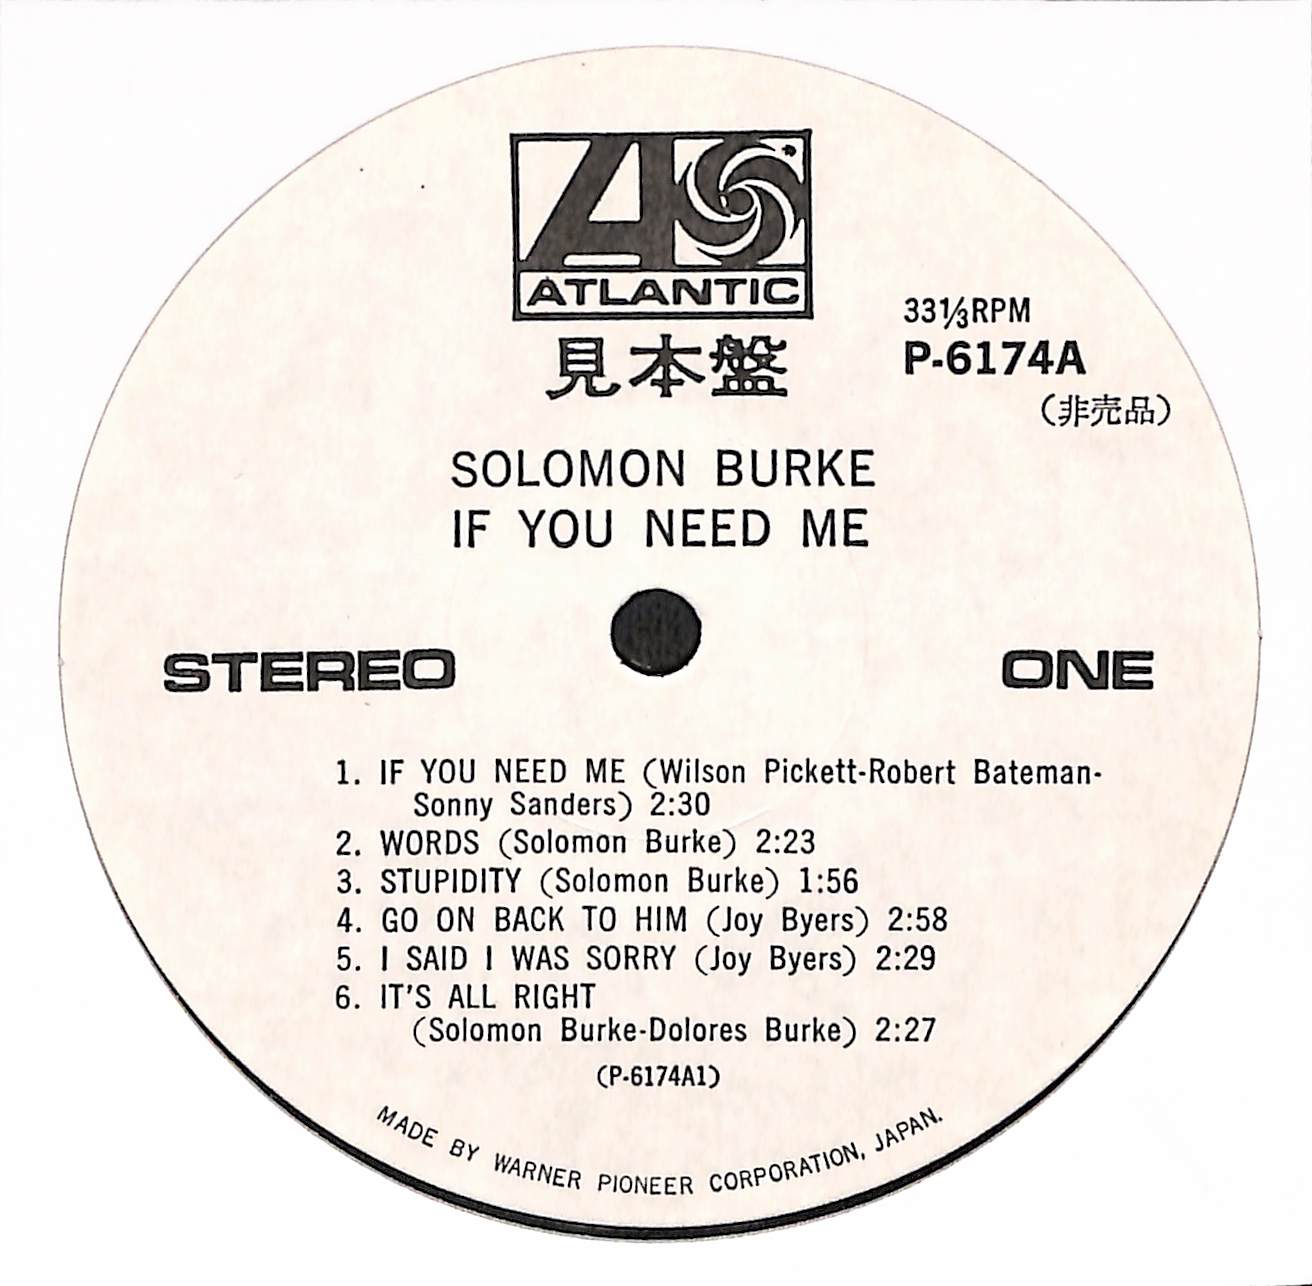 ATLANTIC
見本盤
33⅓RPM
P-6174A
(非売品)
SOLOMON BURKE
IF YOU NEED ME
STEREO
ONE
1. IF YOU NEED ME (Wilson Pickett-Robert Bateman-
Sonny Sanders) 2:30
2. WORDS (Solomon Burke) 2:23
3. STUPIDITY (Solomon Burke) 1:56
4. GO ON BACK TO HIM (Joy Byers) 2:58
5. I SAID I WAS SORRY (Joy Byers) 2:29
6. IT'S ALL RIGHT
(Solomon Burke-Dolores Burke) 2:27
(P-6174A1)
MADE BY WARNER PIONEER CORPORATION, JAPAN.